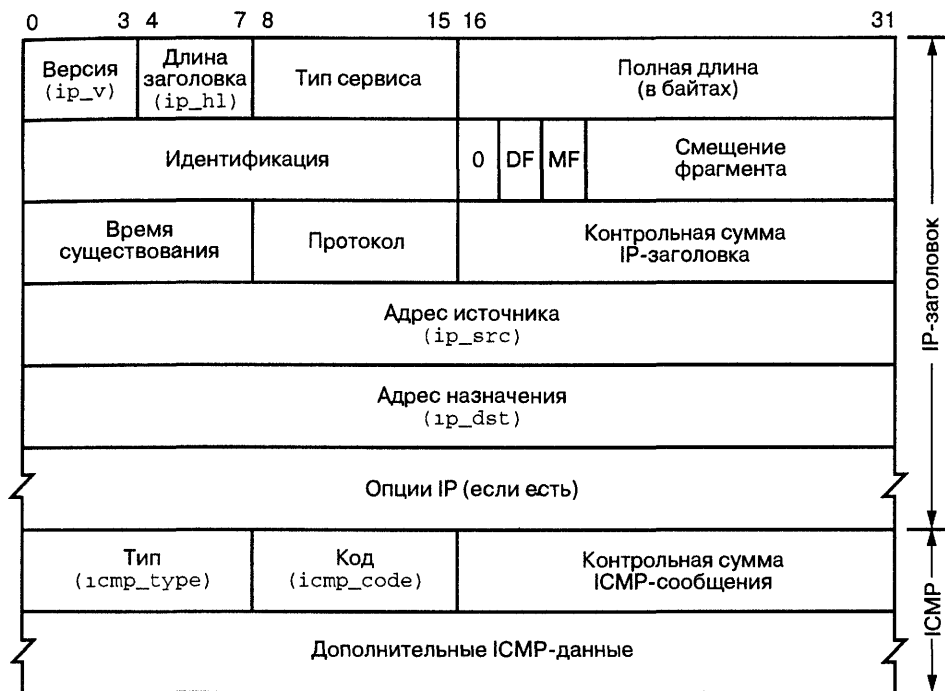 0 3 4 7 8 15 16 31
Версия
(ip_v)
Длина
заголовка
(ip_hl)
Тип сервиса
Полная длина
(в байтах)
Идентификация
0
DF
MF
Смещение
фрагмента
Время
существования
Протокол
Контрольная сумма
IP-заголовка
Адрес источника
(ip_src)
Адрес назначения
(ıp_dst)
Опции IP (если есть)
IP-заголовок
Тип
(ıcmp_type)
Код
(icmp_code)
Контрольная сумма
ICMP-сообщения
Дополнительные ICMP-данные
ICMP